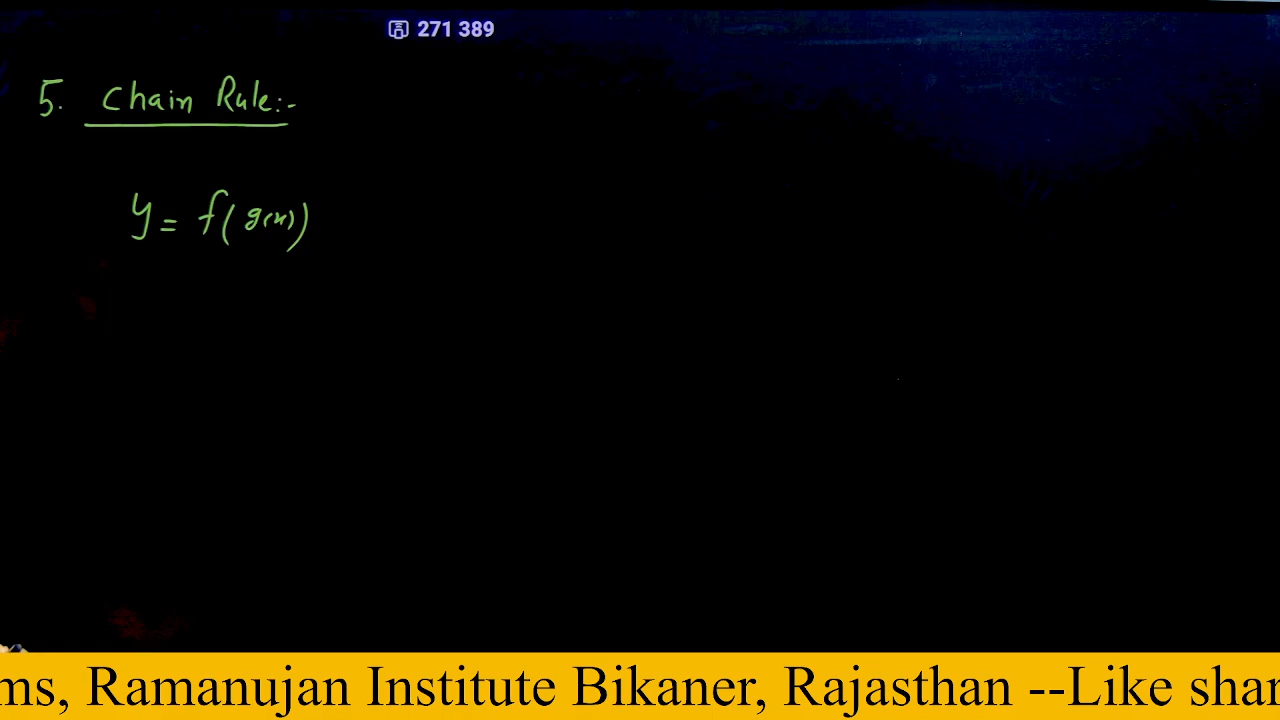 271 389
5. Chain Rule:-
y = f(g(x))
ms, Ramanujan Institute Bikaner, Rajasthan --Like shar